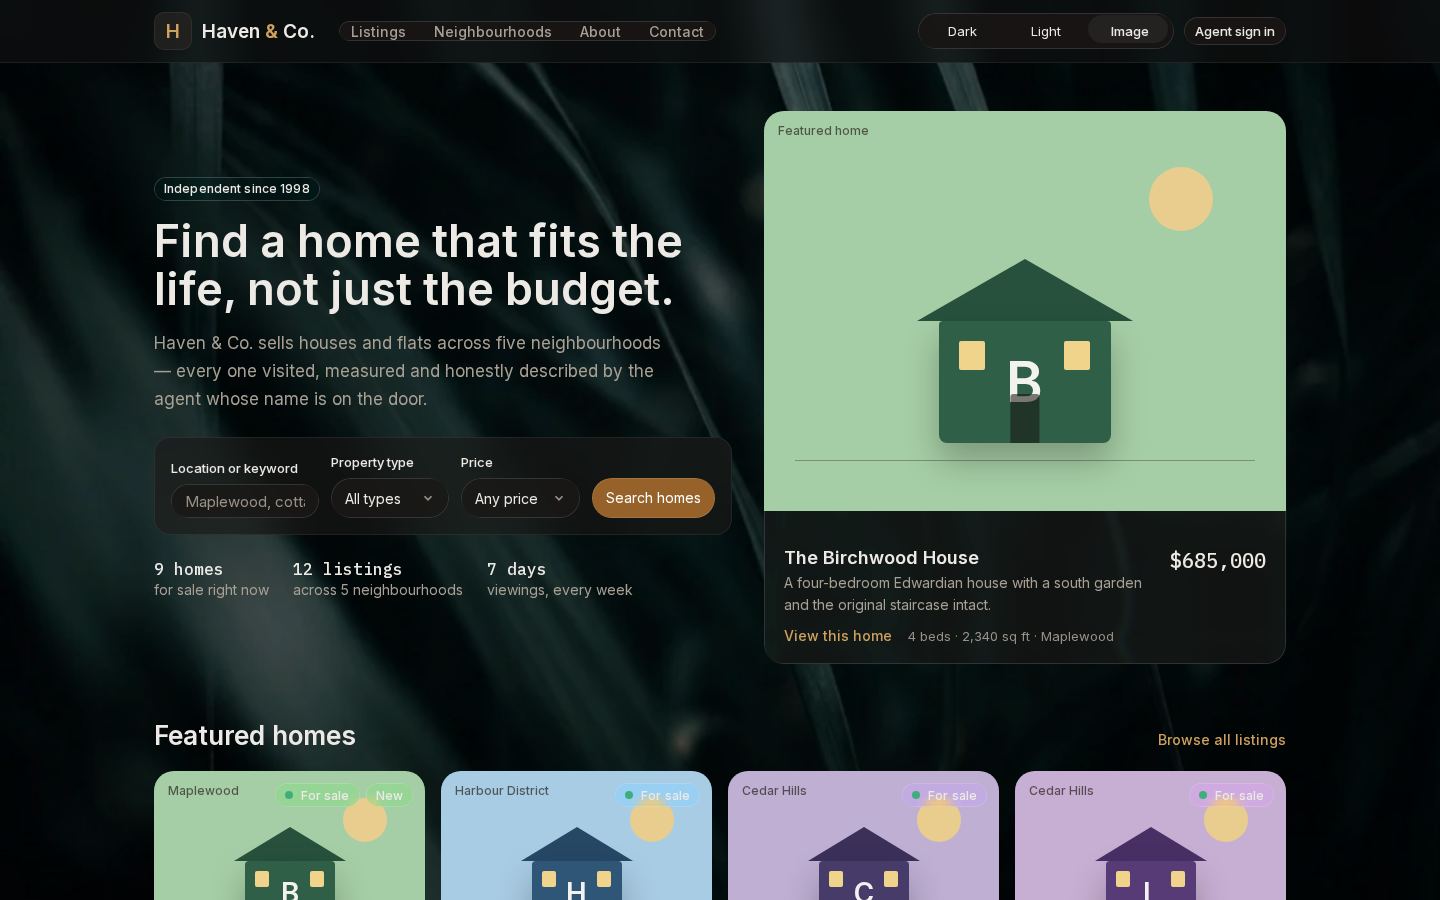 H Haven & Co. Listings Neighbourhoods About Contact Dark Light Image Agent sign in
Independent since 1998
Find a home that fits the
life, not just the budget.
Haven & Co. sells houses and flats across five neighbourhoods
— every one visited, measured and honestly described by the
agent whose name is on the door.
Location or keyword Property type Price
Maplewood, cott All types Any price Search homes
9 homes 12 listings 7 days
for sale right now across 5 neighbourhoods viewings, every week
Featured home
B
The Birchwood House $685,000
A four-bedroom Edwardian house with a south garden
and the original staircase intact.
View this home 4 beds · 2,340 sq ft · Maplewood
Featured homes Browse all listings
Maplewood For sale New
B
Harbour District For sale
H
Cedar Hills For sale
C
Cedar Hills For sale